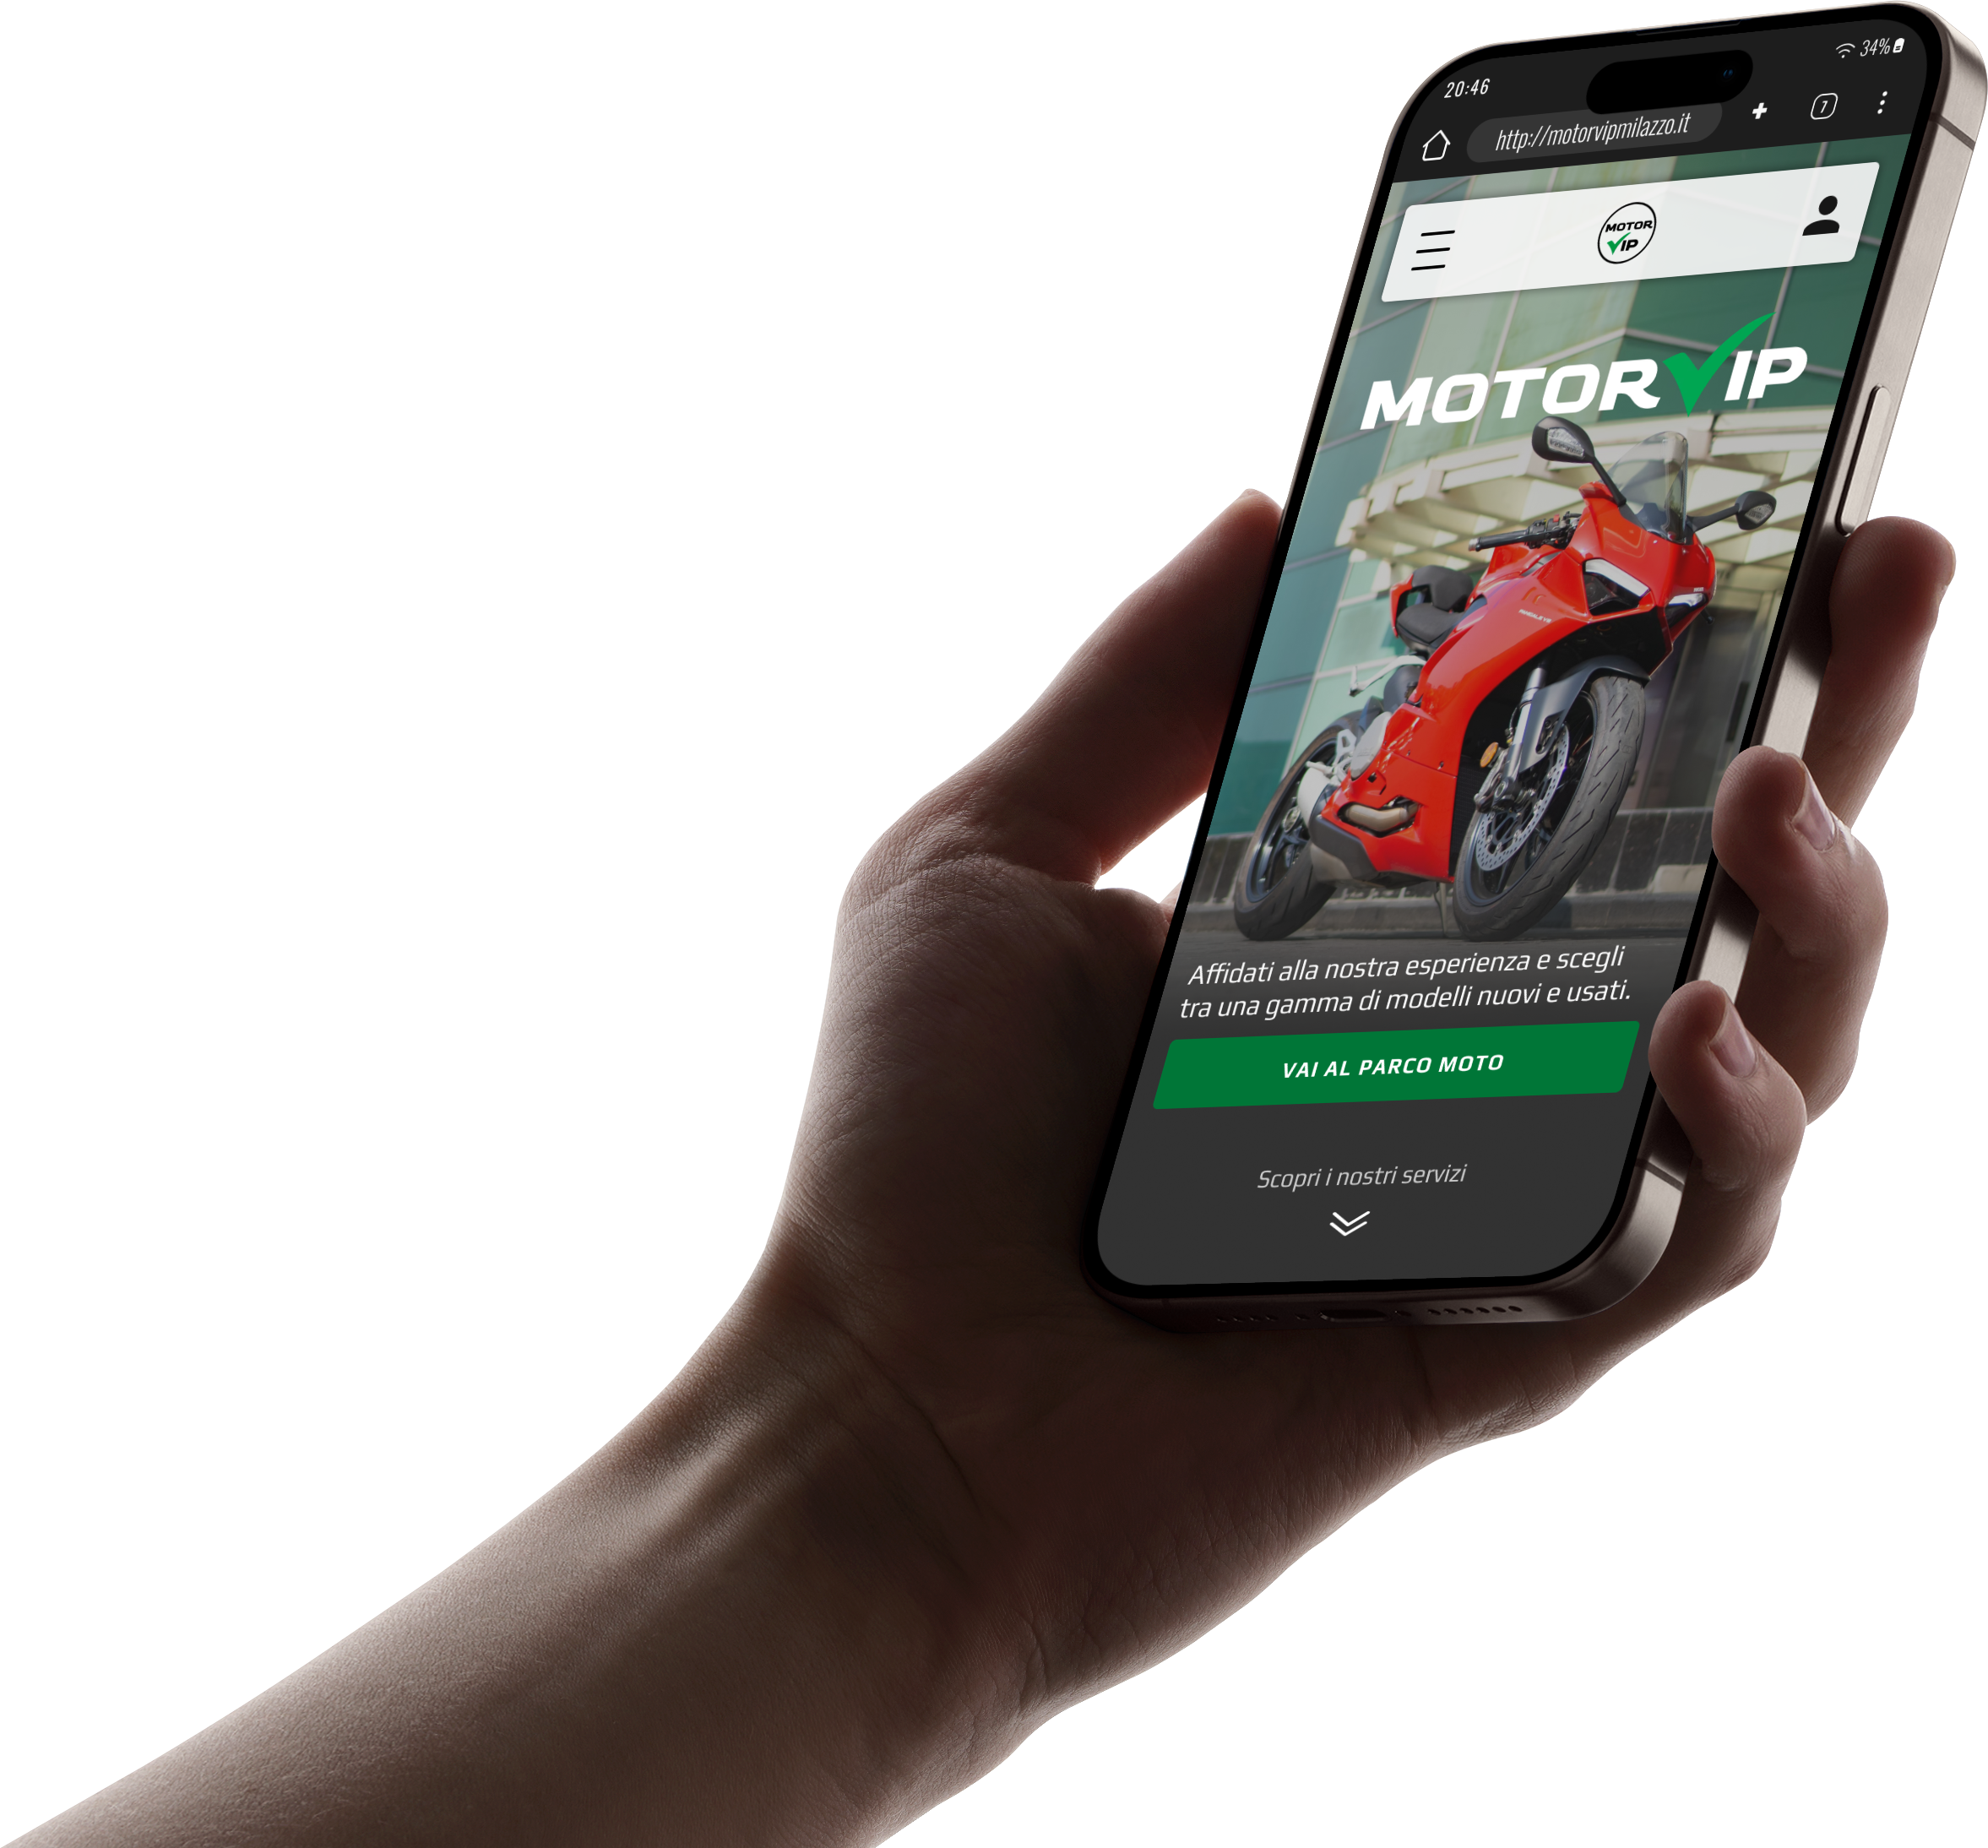 20:46
34%
http://motorvipmilazzo.it
7
MOTOR
VIP
MOTORVIP
Affidati alla nostra esperienza e scegli
tra una gamma di modelli nuovi e usati.
VAI AL PARCO MOTO
Scopri i nostri servizi